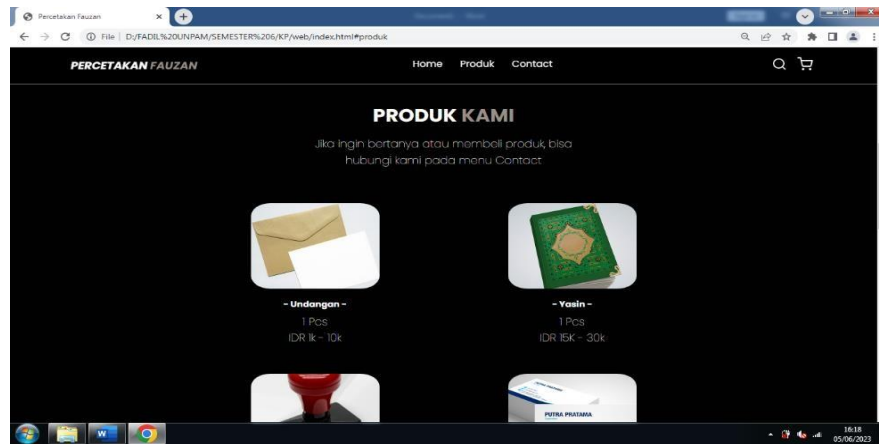 Percetakan Fauzan
File | D:/FADIL%20UNPAM/SEMESTER%206/KP/web/index.html#produk
PERCETAKAN FAUZAN
Home Produk Contact
PRODUK KAMI
Jika ingin bertanya atau membeli produk, bisa
hubungi kami pada menu Contact
- Undangan -
1 Pcs
IDR 1k - 10k
- Yasin -
1 Pcs
IDR 15K - 30k
PUTRA PRATAMA
16:18
05/06/2023